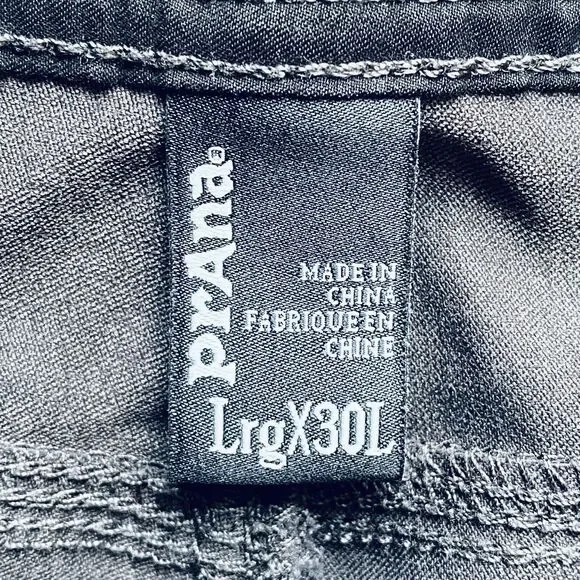 prAna®
MADE IN
CHINA
FABRIQUE EN
CHINE
LrgX30L